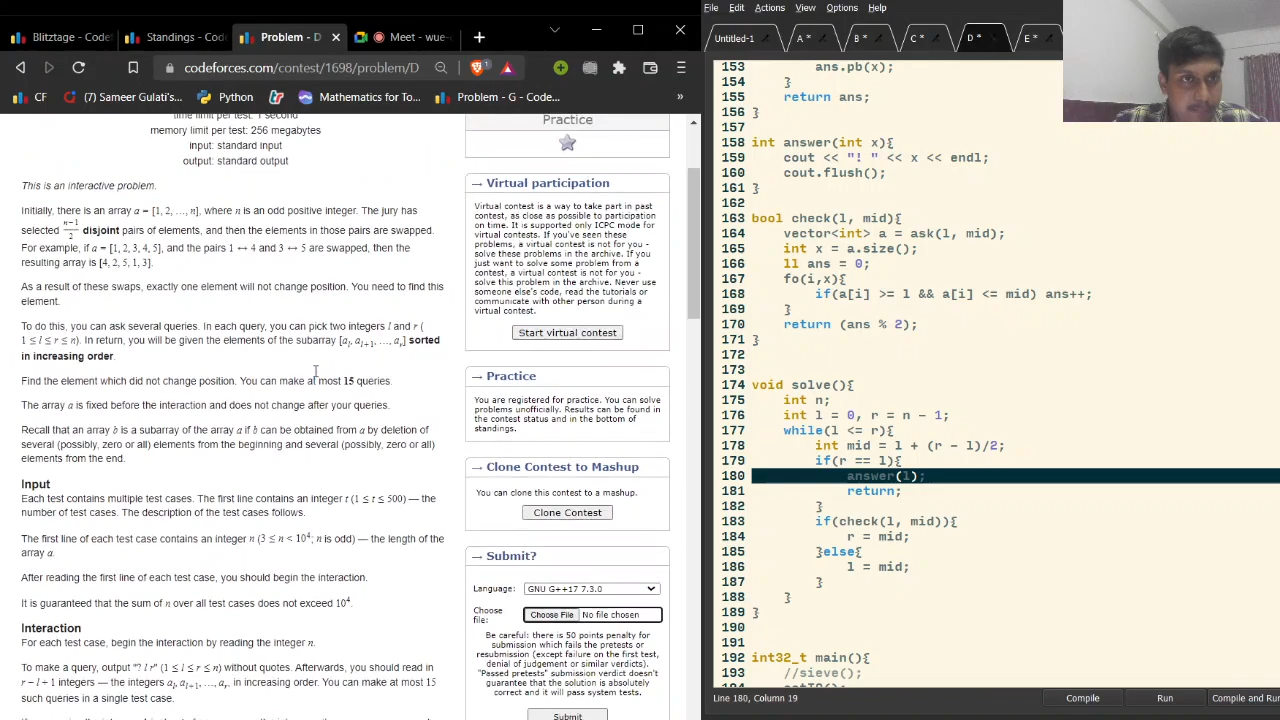 Blitztage - Code
Standings - Cod
Problem - D
Meet - wue-
codeforces.com/contest/1698/problem/D
in
Sameer Gulati's...
Python
Mathematics for To...
Problem - G - Code...
»
time limit per test: 1 second
memory limit per test: 256 megabytes
input: standard input
output: standard output
This is an interactive problem.
Initially, there is an array a = [1, 2, …, n], where n is an odd positive integer. The jury has
selected n−1/2 disjoint pairs of elements, and then the elements in those pairs are swapped.
For example, if a = [1, 2, 3, 4, 5], and the pairs 1 ↔ 4 and 3 ↔ 5 are swapped, then the
resulting array is [4, 2, 5, 1, 3].
As a result of these swaps, exactly one element will not change position. You need to find this
element.
To do this, you can ask several queries. In each query, you can pick two integers l and r (
1 ≤ l ≤ r ≤ n). In return, you will be given the elements of the subarray [al, al+1, …, ar] sorted
in increasing order.
Find the element which did not change position. You can make at most 15 queries.
The array a is fixed before the interaction and does not change after your queries.
Recall that an array b is a subarray of the array a if b can be obtained from a by deletion of
several (possibly, zero or all) elements from the beginning and several (possibly, zero or all)
elements from the end.
Input
Each test contains multiple test cases. The first line contains an integer t (1 ≤ t ≤ 500) — the
number of test cases. The description of the test cases follows.
The first line of each test case contains an integer n (3 ≤ n < 10^4; n is odd) — the length of the
array a.
After reading the first line of each test case, you should begin the interaction.
It is guaranteed that the sum of n over all test cases does not exceed 10^4.
Interaction
For each test case, begin the interaction by reading the integer n.
To make a query, output "? l r" (1 ≤ l ≤ r ≤ n) without quotes. Afterwards, you should read in
r − l + 1 integers — the integers al, al+1, …, ar, in increasing order. You can make at most 15
such queries in a single test case.
Practice
→ Virtual participation
Virtual contest is a way to take part in past
contest, as close as possible to participation
on time. It is supported only ICPC mode for
virtual contests. If you've seen these
problems, a virtual contest is not for you -
solve these problems in the archive. If you
just want to solve some problem from a
contest, a virtual contest is not for you -
solve this problem in the archive. Never use
someone else's code, read the tutorials or
communicate with other person during a
virtual contest.
Start virtual contest
→ Practice
You are registered for practice. You can solve
problems unofficially. Results can be found in
the contest status and in the bottom of
standings.
→ Clone Contest to Mashup
You can clone this contest to a mashup.
Clone Contest
→ Submit?
Language: GNU G++17 7.3.0
Choose file: Choose File No file chosen
Be careful: there is 50 points penalty for
submission which fails the pretests or
resubmission (except failure on the first test,
denial of judgement or similar verdicts).
"Passed pretests" submission verdict doesn't
guarantee that the solution is absolutely
correct and it will pass system tests.
Submit
File Edit Actions View Options Help
Untitled-1 A * B * C * D * E *
153 ans.pb(x);
154 }
155 return ans;
156 }
157
158 int answer(int x){
159 cout << "! " << x << endl;
160 cout.flush();
161 }
162
163 bool check(l, mid){
164 vector<int> a = ask(l, mid);
165 int x = a.size();
166 ll ans = 0;
167 fo(i,x){
168 if(a[i] >= l && a[i] <= mid) ans++;
169 }
170 return (ans % 2);
171 }
172
173
174 void solve(){
175 int n;
176 int l = 0, r = n - 1;
177 while(l <= r){
178 int mid = l + (r - l)/2;
179 if(r == l){
180 answer(l);
181 return;
182 }
183 if(check(l, mid)){
184 r = mid;
185 }else{
186 l = mid;
187 }
188 }
189 }
190
191
192 int32_t main(){
193 //sieve();
Line 180, Column 19
Compile Run Compile and Run